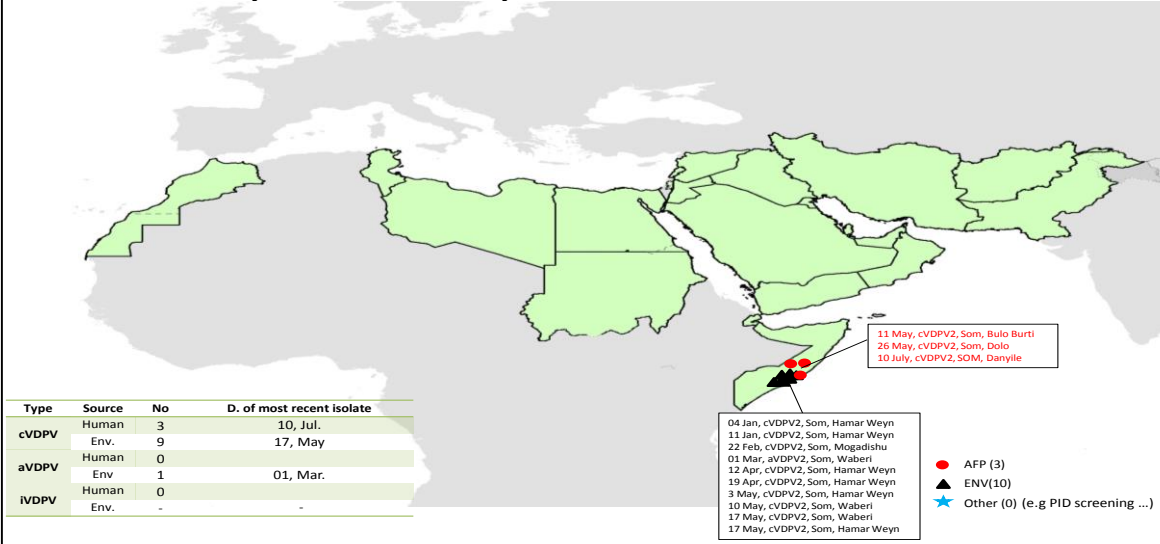 11 May, cVDPV2, Som, Bulo Burti
26 May, cVDPV2, Som, Dolo
10 July, cVDPV2, SOM, Danyile
Type Source No D. of most recent isolate
cVDPV Human 3 10, Jul.
Env. 9 17, May
aVDPV Human 0
Env 1 01, Mar.
iVDPV Human 0
Env. - -
04 Jan, cVDPV2, Som, Hamar Weyn
11 Jan, cVDPV2, Som, Hamar Weyn
22 Feb, cVDPV2, Som, Mogadishu
01 Mar, aVDPV2, Som, Waberi
12 Apr, cVDPV2, Som, Hamar Weyn
19 Apr, cVDPV2, Som, Hamar Weyn
3 May, cVDPV2, Som, Hamar Weyn
10 May, cVDPV2, Som, Waberi
17 May, cVDPV2, Som, Waberi
17 May, cVDPV2, Som, Hamar Weyn
AFP (3)
ENV(10)
Other (0) (e.g PID screening ...)